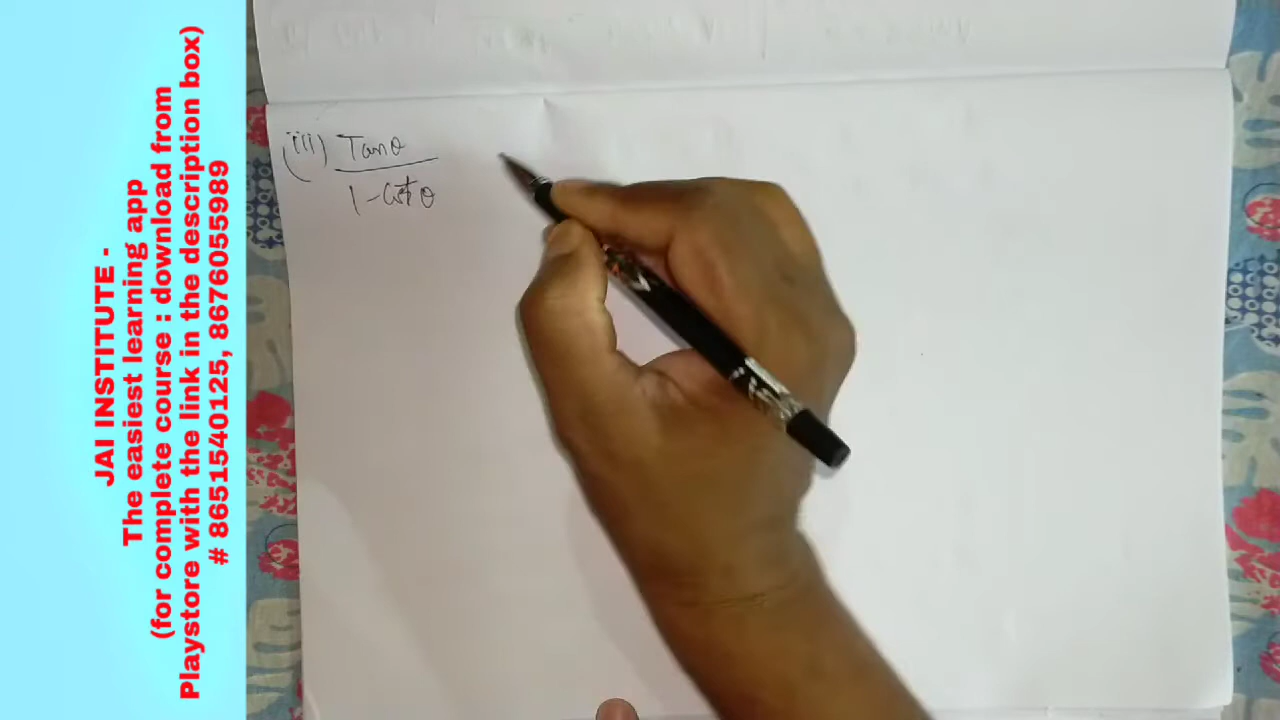 JAI INSTITUTE -
The easiest learning app
(for complete course : download from
Playstore with the link in the description box)
# 8651540125, 8676055989
(iii) Tanθ
1-Cotθ